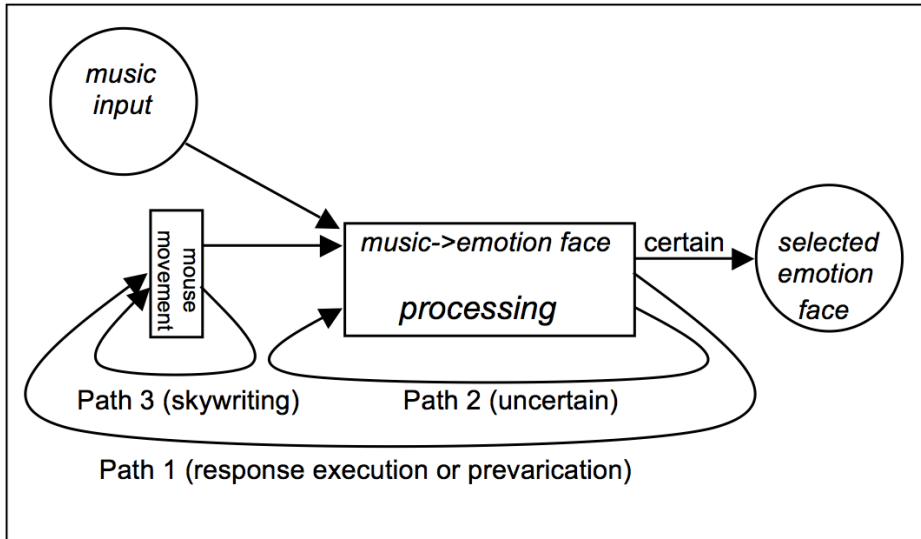 music
input
mouse
movement
music->emotion face
processing
certain
selected
emotion
face
Path 3 (skywriting)
Path 2 (uncertain)
Path 1 (response execution or prevarication)